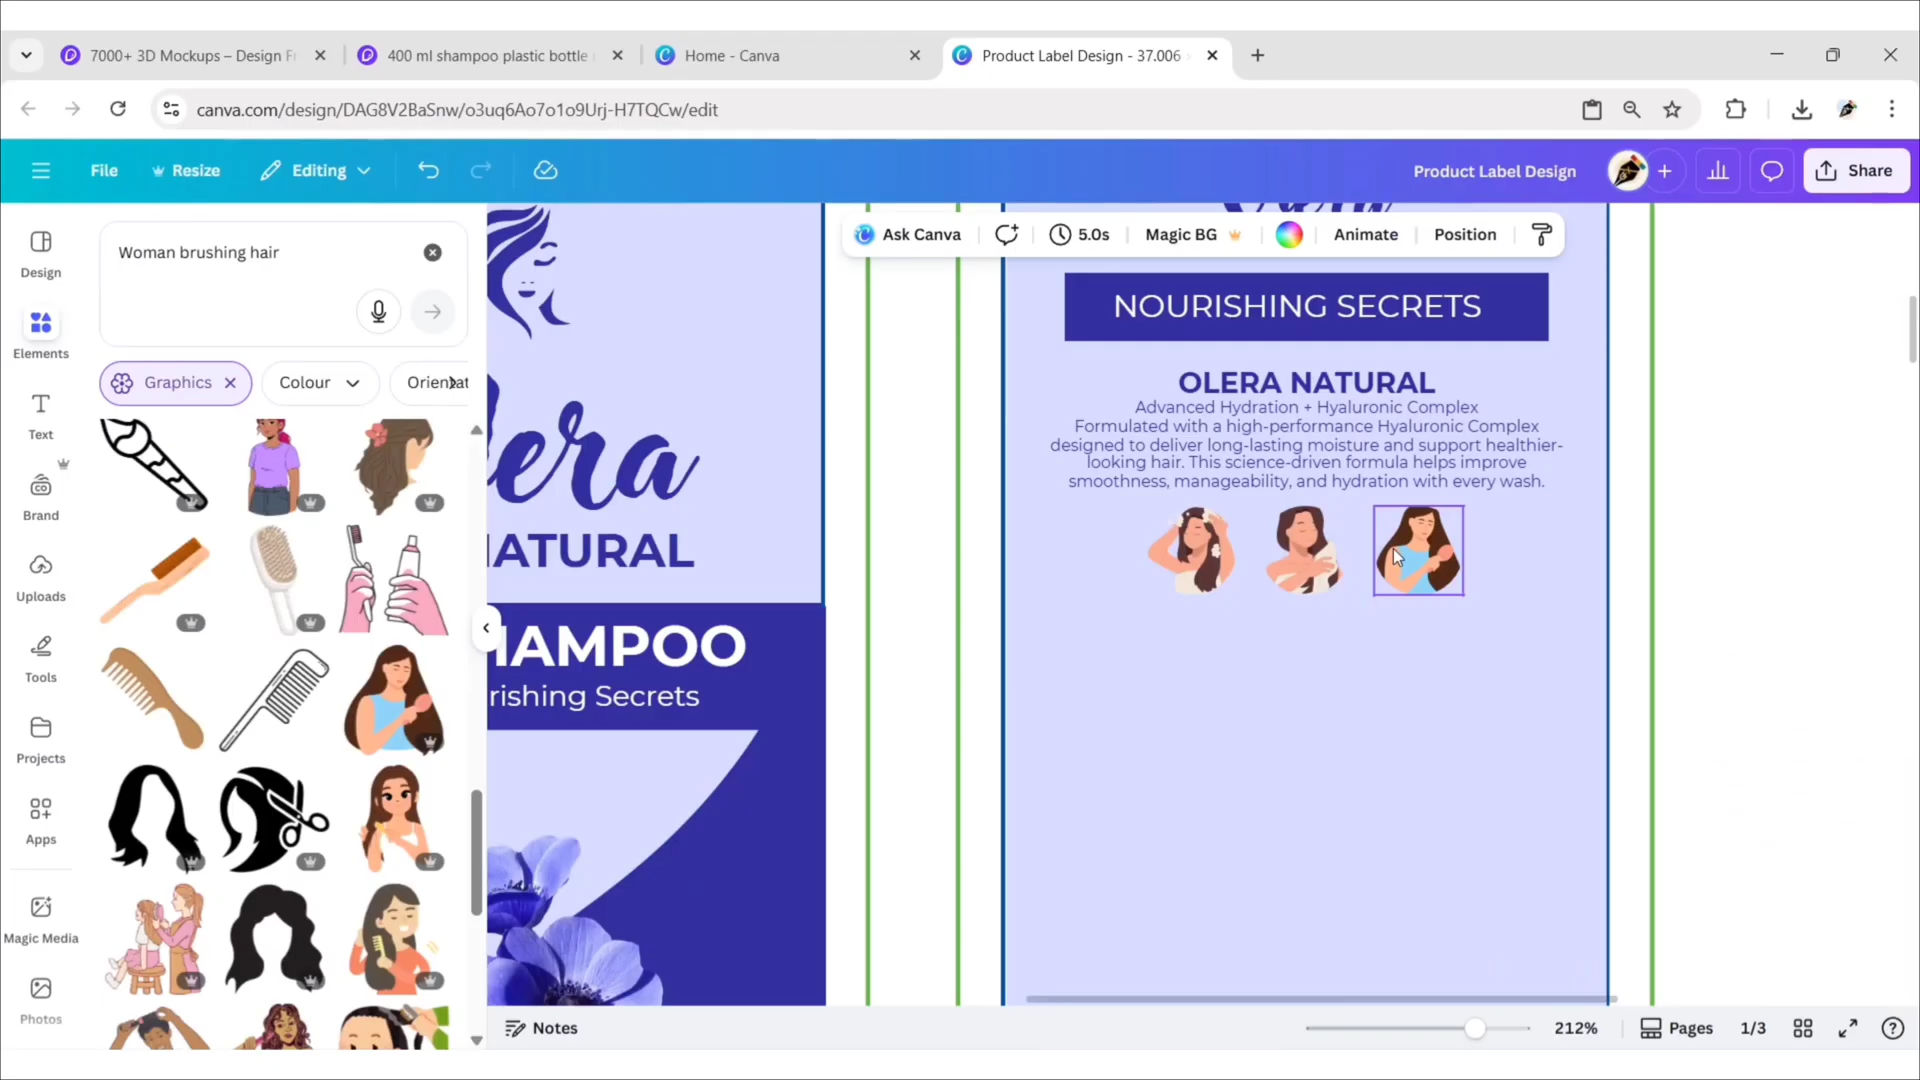 7000+ 3D Mockups – Design Fr
400 ml shampoo plastic bottle
Home - Canva
Product Label Design - 37.006
canva.com/design/DAG8V2BaSnw/o3uq6Ao7o1o9Urj-H7TQCw/edit
File
Resize
Editing
Product Label Design
Share
Design
Elements
Text
Brand
Uploads
Tools
Projects
Apps
Magic Media
Photos
Woman brushing hair
Graphics
Colour
Orientat
Ask Canva
5.0s
Magic BG
Animate
Position
lera
NATURAL
HAMPOO
rishing Secrets
NOURISHING SECRETS
OLERA NATURAL
Advanced Hydration + Hyaluronic Complex
Formulated with a high-performance Hyaluronic Complex
designed to deliver long-lasting moisture and support healthier-
looking hair. This science-driven formula helps improve
smoothness, manageability, and hydration with every wash.
Notes
212%
Pages
1/3